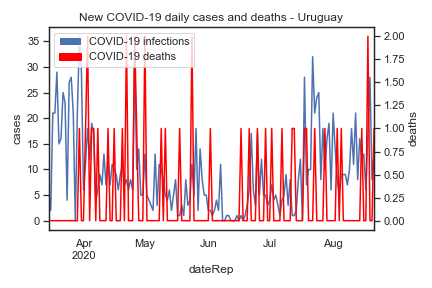 New COVID-19 daily cases and deaths - Uruguay
COVID-19 infections
COVID-19 deaths
cases
35
30
25
20
15
10
5
0
2.00
1.75
1.50
1.25
1.00
0.75
0.50
0.25
0.00
deaths
Apr
2020
May
Jun
Jul
Aug
dateRep